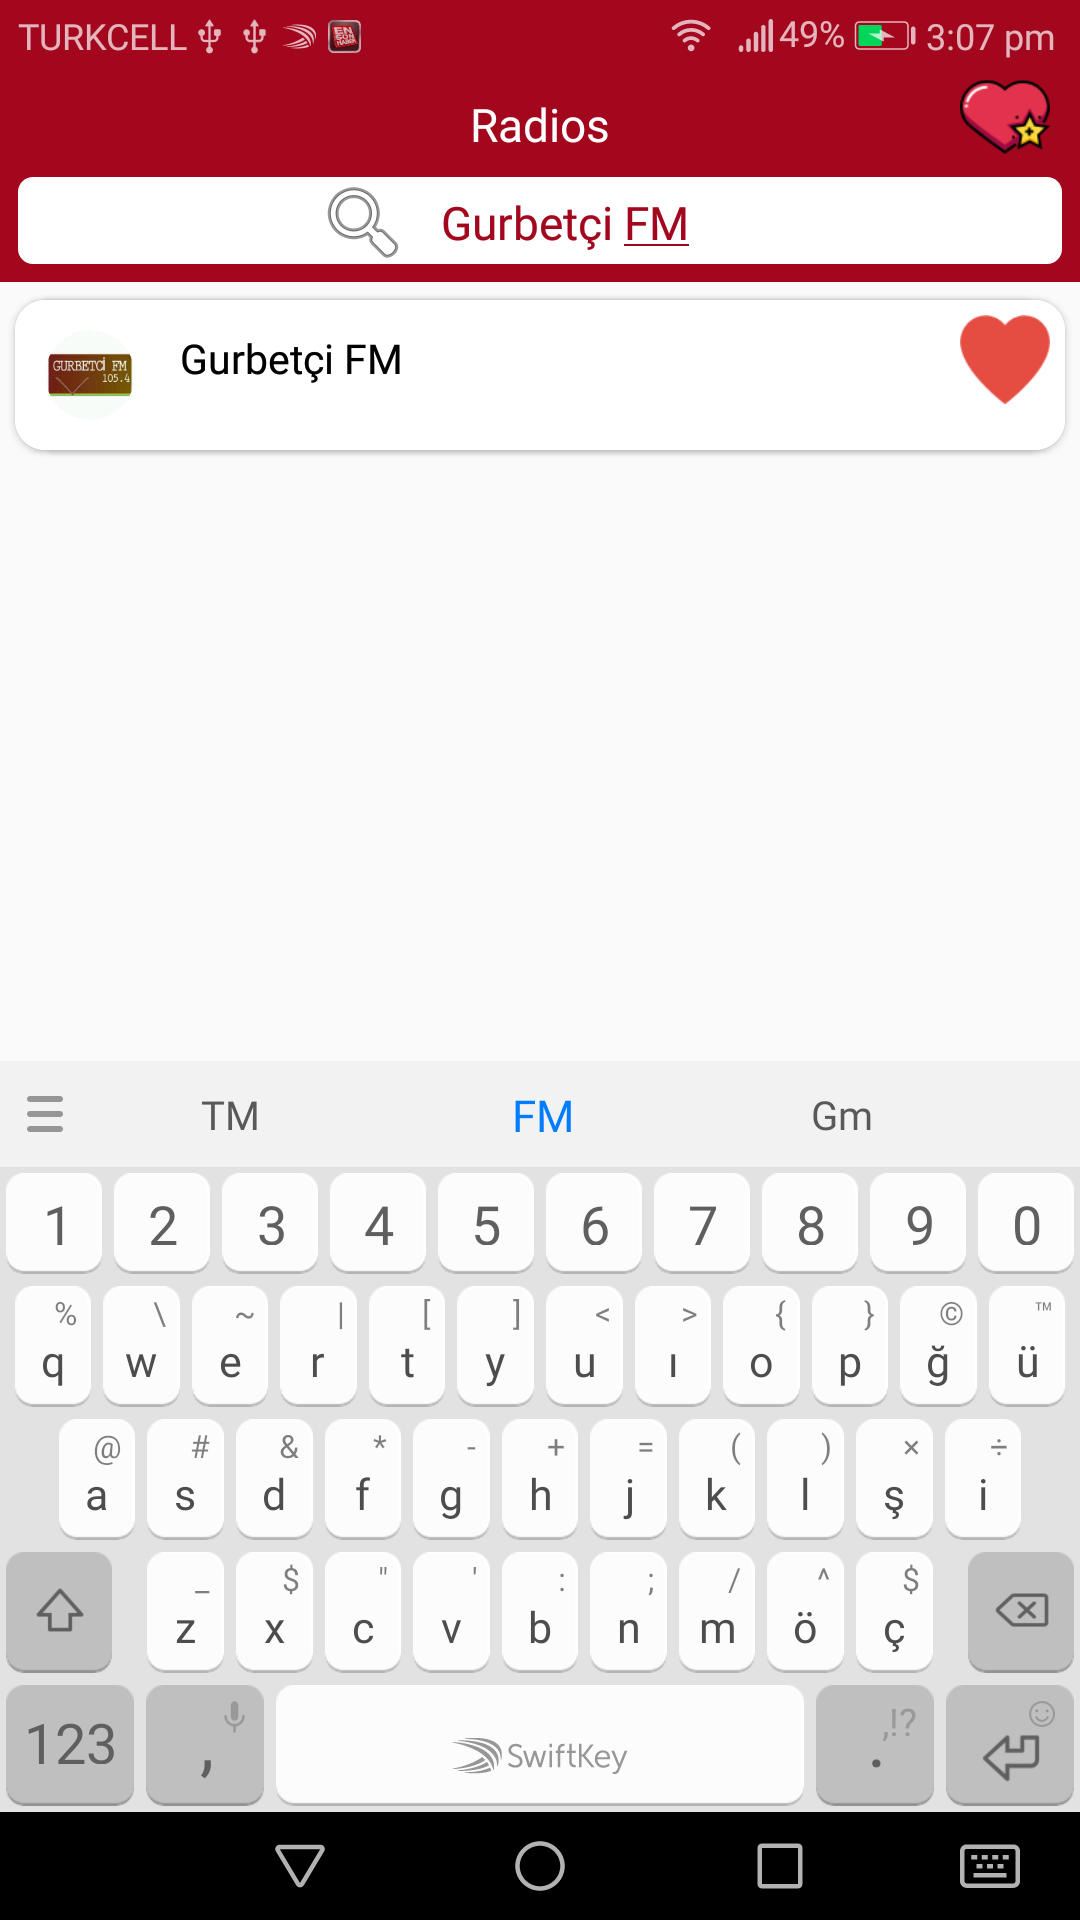 TURKCELL 49% 3:07 pm
Radios
Gurbetçi FM
GURBETCİ FM
105.4
Gurbetçi FM
TM FM Gm
1 2 3 4 5 6 7 8 9 0
% \ ~ | [ ] < > { } © ™
q w e r t y u ı o p ğ ü
@ # & * - + = ( ) × ÷
a s d f g h j k l ş i
_ $ " ' : ; / ^ $
z x c v b n m ö ç
,!?
123 , SwiftKey .